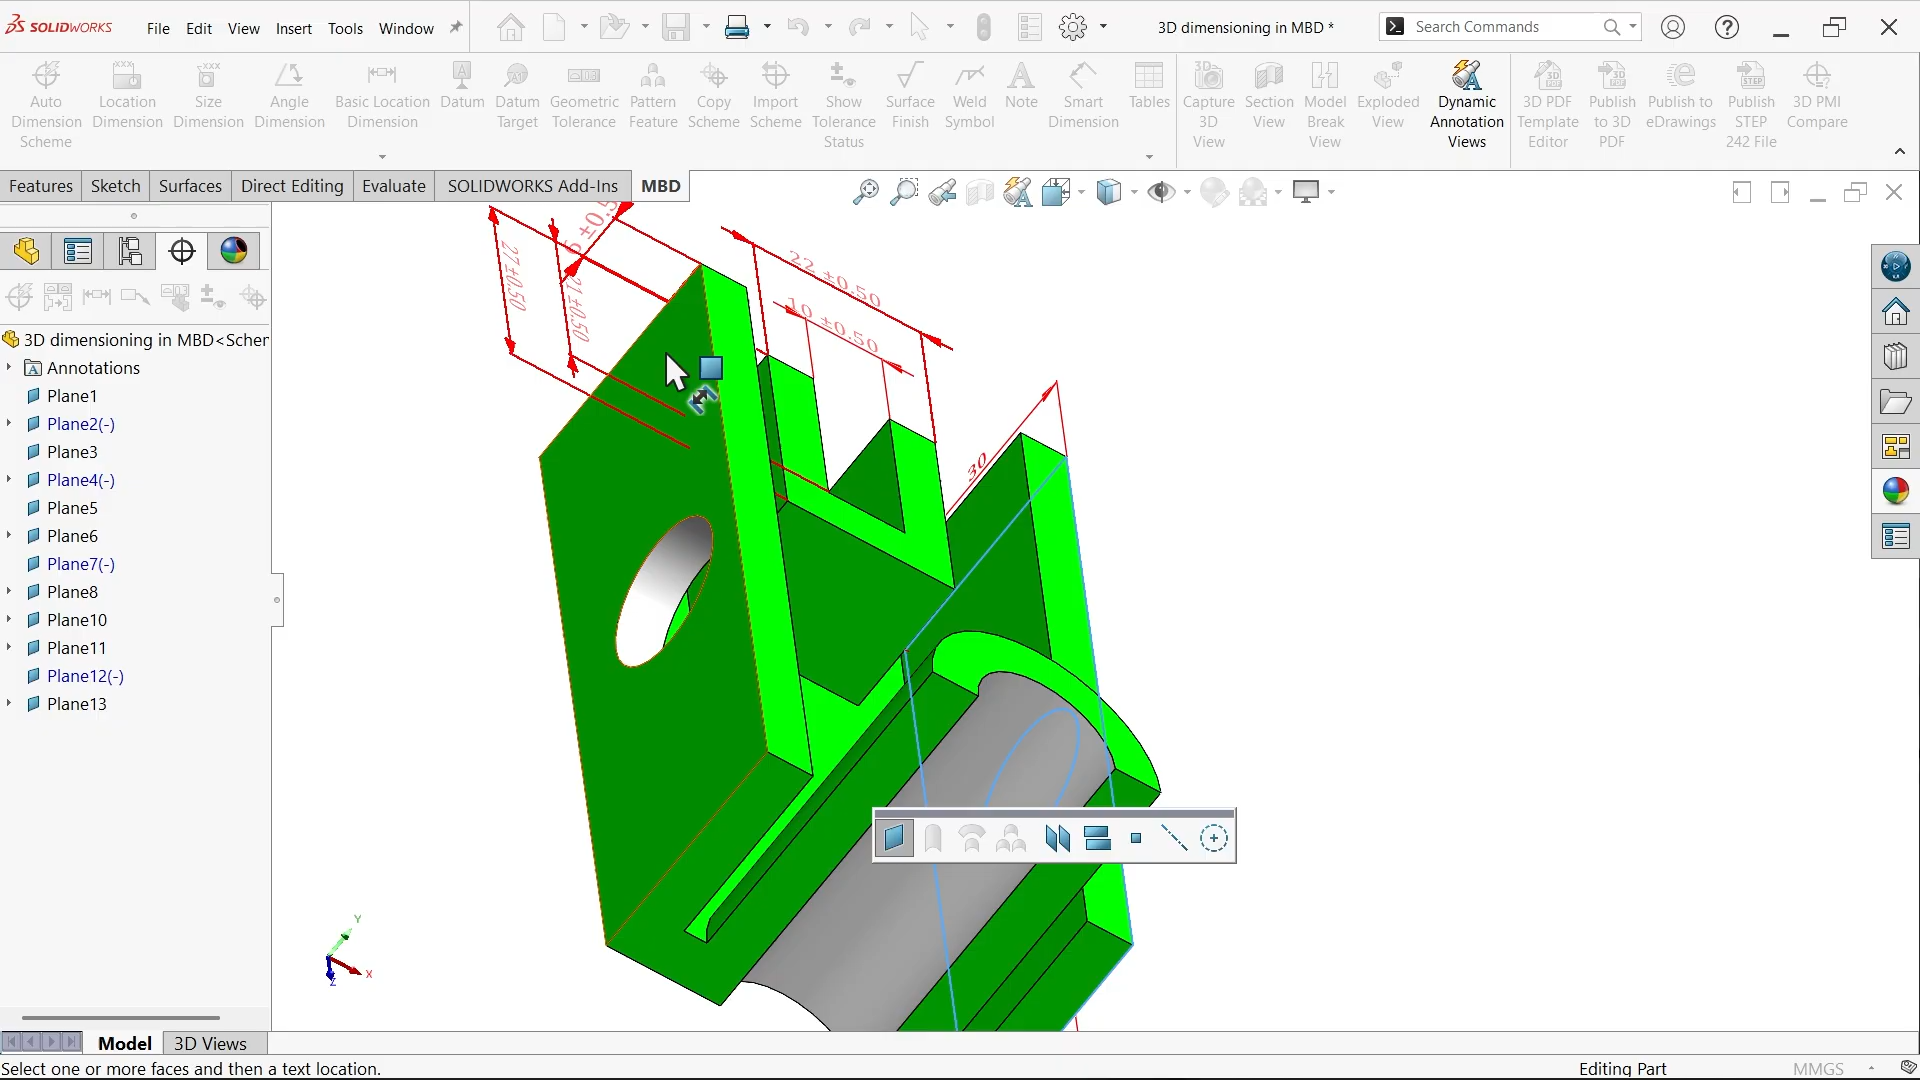 SOLIDWORKS File Edit View Insert Tools Window
3D dimensioning in MBD *
Search Commands
Auto Dimension Scheme
Location Dimension
Size Dimension
Angle Dimension
Basic Location Dimension
Datum
Datum Target
Geometric Tolerance
Pattern Feature
Copy Scheme
Import Scheme
Show Tolerance Status
Surface Finish
Weld Symbol
Note
Smart Dimension
Tables
Capture 3D View
Section View
Model Break View
Exploded View
Dynamic Annotation Views
3D PDF Template Editor
Publish to 3D PDF
Publish to eDrawings
Publish STEP 242 File
3D PMI Compare
Features Sketch Surfaces Direct Editing Evaluate SOLIDWORKS Add-Ins MBD
3D dimensioning in MBD<Scher
Annotations
Plane1
Plane2(-)
Plane3
Plane4(-)
Plane5
Plane6
Plane7(-)
Plane8
Plane10
Plane11
Plane12(-)
Plane13
27 ±0.50
21 ±0.50
22 ±0.50
10 ±0.50
30
Y
X
Z
Model 3D Views
Select one or more faces and then a text location.
Editing Part
MMGS